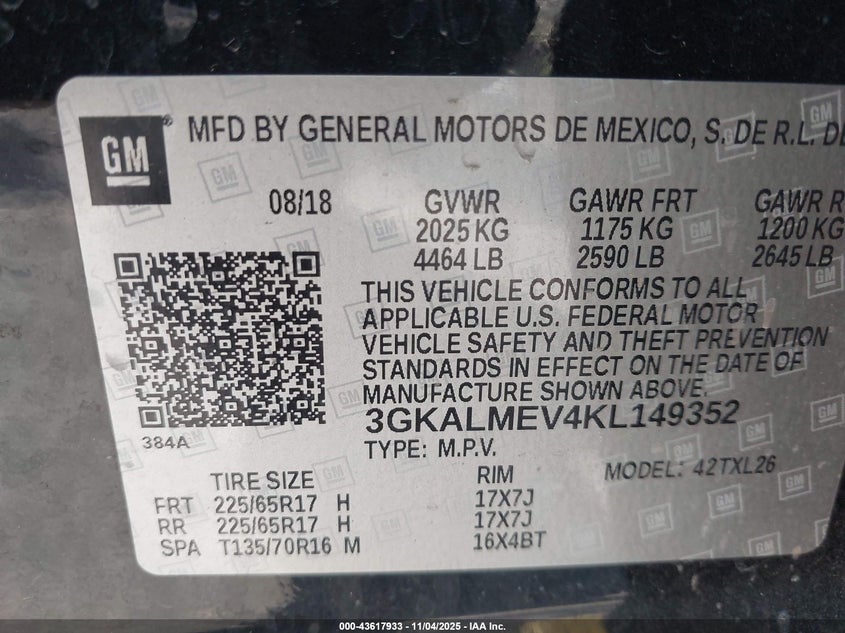 GM ® MFD BY GENERAL MOTORS DE MEXICO, S. DE R.L. DE
08/18 GVWR GAWR FRT GAWR R
2025 KG 1175 KG 1200 KG
4464 LB 2590 LB 2645 LB
THIS VEHICLE CONFORMS TO ALL
APPLICABLE U.S. FEDERAL MOTOR
VEHICLE SAFETY AND THEFT PREVENTION
STANDARDS IN EFFECT ON THE DATE OF
MANUFACTURE SHOWN ABOVE.
3GKALMEV4KL149352
384A
TYPE: M.P.V.
MODEL: 42TXL26
TIRE SIZE RIM
FRT 225/65R17 H 17X7J
RR 225/65R17 H 17X7J
SPA T135/70R16 M 16X4BT
000-43617933 - 11/04/2025 - IAA Inc.